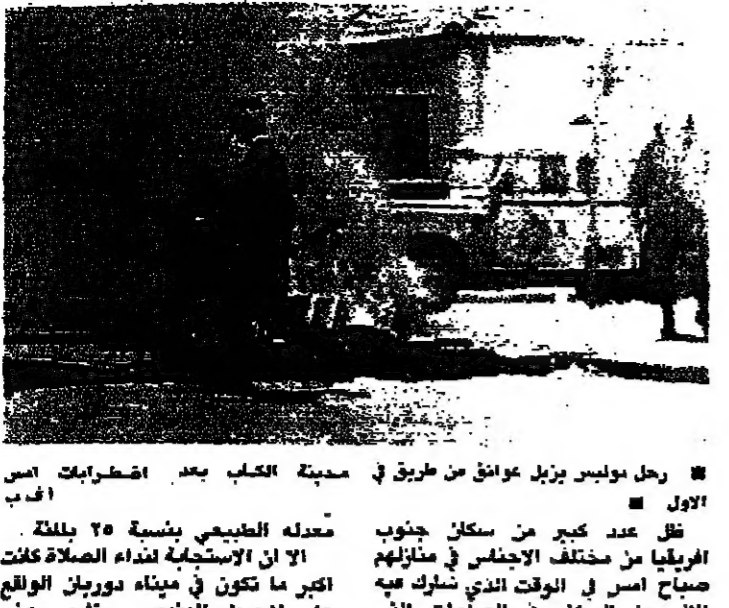 ■ رجل بوليس يزيل عوائق من طريق في مدينة الكاب بعد اضطرابات امس
الاول ■ اف ب
ظل عدد كبير من سكان جنوب
افريقيا من مختلف الاجناس في منازلهم
صباح امس في الوقت الذي شارك فيه
معدله الطبيعي بنسبة ٢٥ بالمئة .
الا ان الاستجابة لنداء الصلاة كانت
اكبر ما تكون في ميناء دوربان الواقع